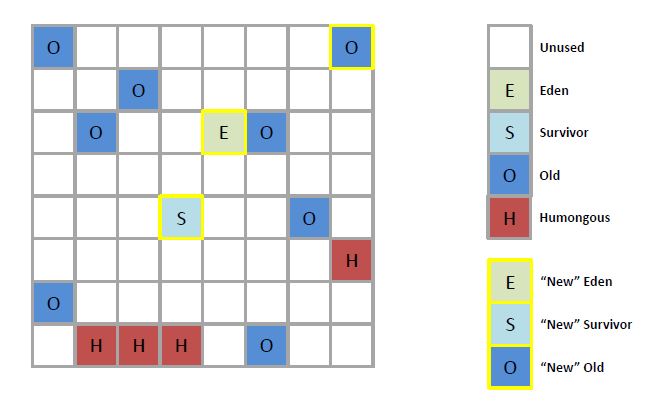 O O
O
O E O
S O
H
O
H H H O
Unused
E Eden
S Survivor
O Old
H Humongous
E “New” Eden
S “New” Survivor
O “New” Old